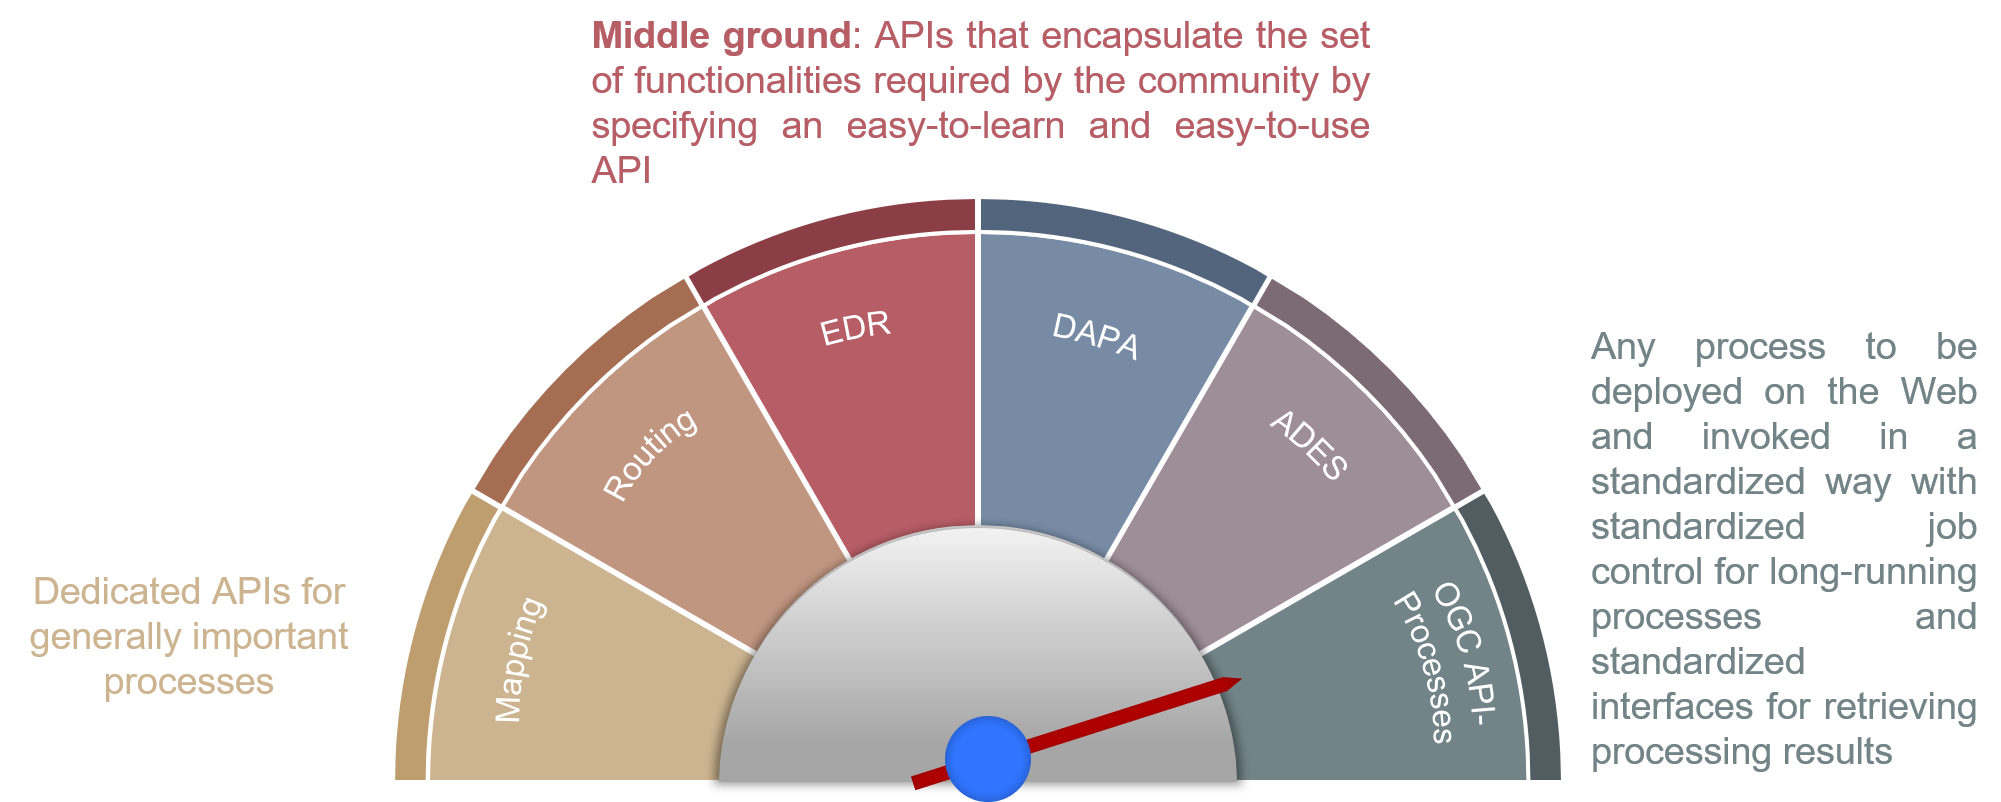 Middle ground: APIs that encapsulate the set
of functionalities required by the community by
specifying an easy-to-learn and easy-to-use
API
EDR
DAPA
Routing
ADES
Mapping
OGC API-
Processes
Dedicated APIs for
generally important
processes
Any process to be
deployed on the Web
and invoked in a
standardized way with
standardized job
control for long-running
processes and
standardized
interfaces for retrieving
processing results